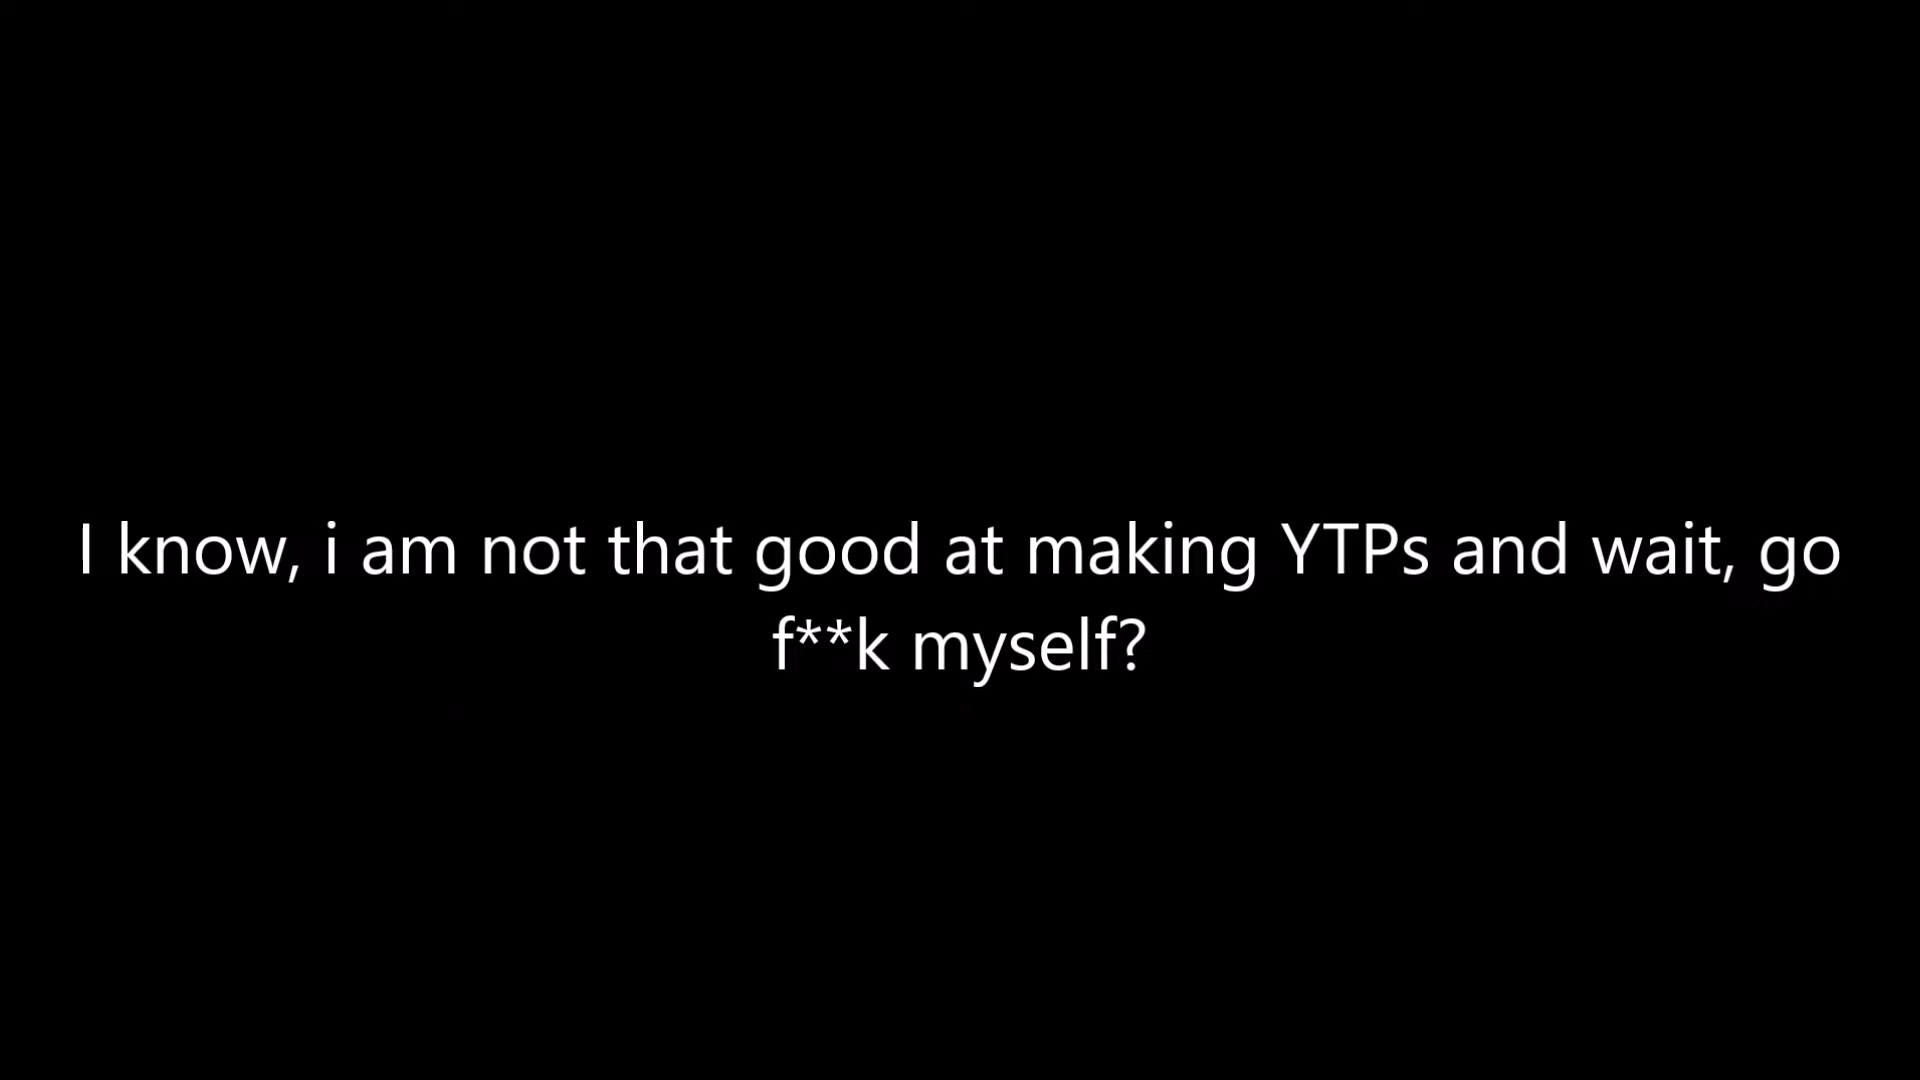 I know, i am not that good at making YTPs and wait, go
f**k myself?